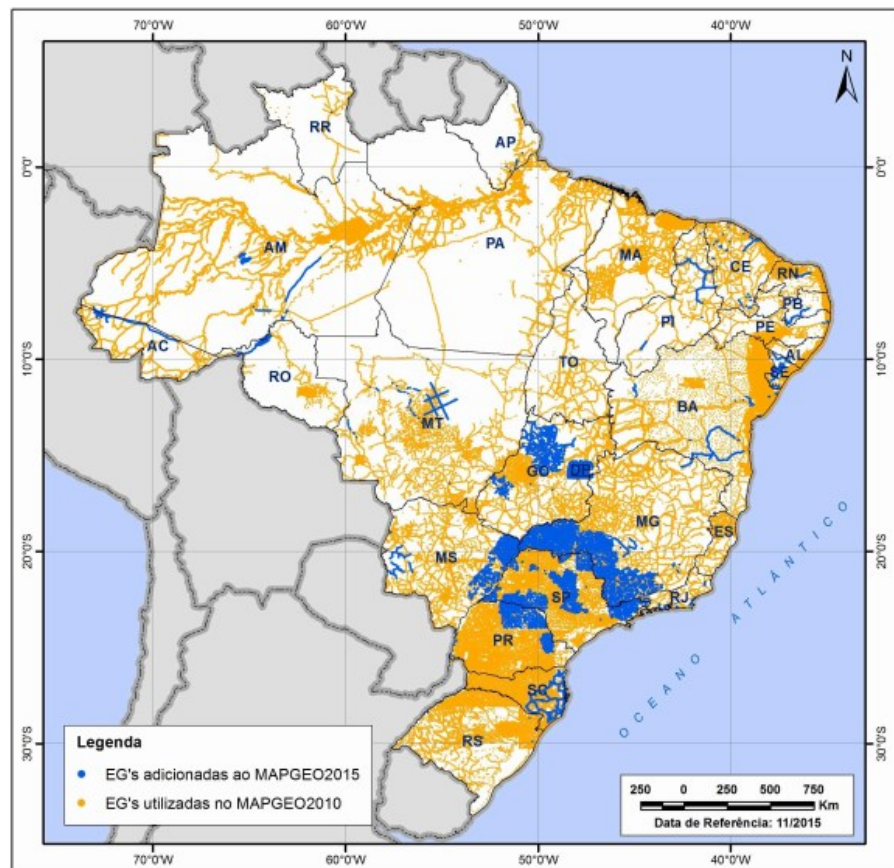 70°0'W 60°0'W 50°0'W 40°0'W
N
RR
AP
0°0' 0°0'
AM PA MA CE RN
PB
PI PE
AC AL
10°0'S 10°0'S
SE
RO TO BA
MT
GO DF
MG
ES
20°0'S 20°0'S
MS
SP RJ
PR
OCEANO ATLÂNTICO
SC
RS
30°0'S 30°0'S
Legenda
EG's adicionadas ao MAPGEO2015
EG's utilizadas no MAPGEO2010
250 0 250 500 750
Km
Data de Referência: 11/2015
70°0'W 60°0'W 50°0'W 40°0'W